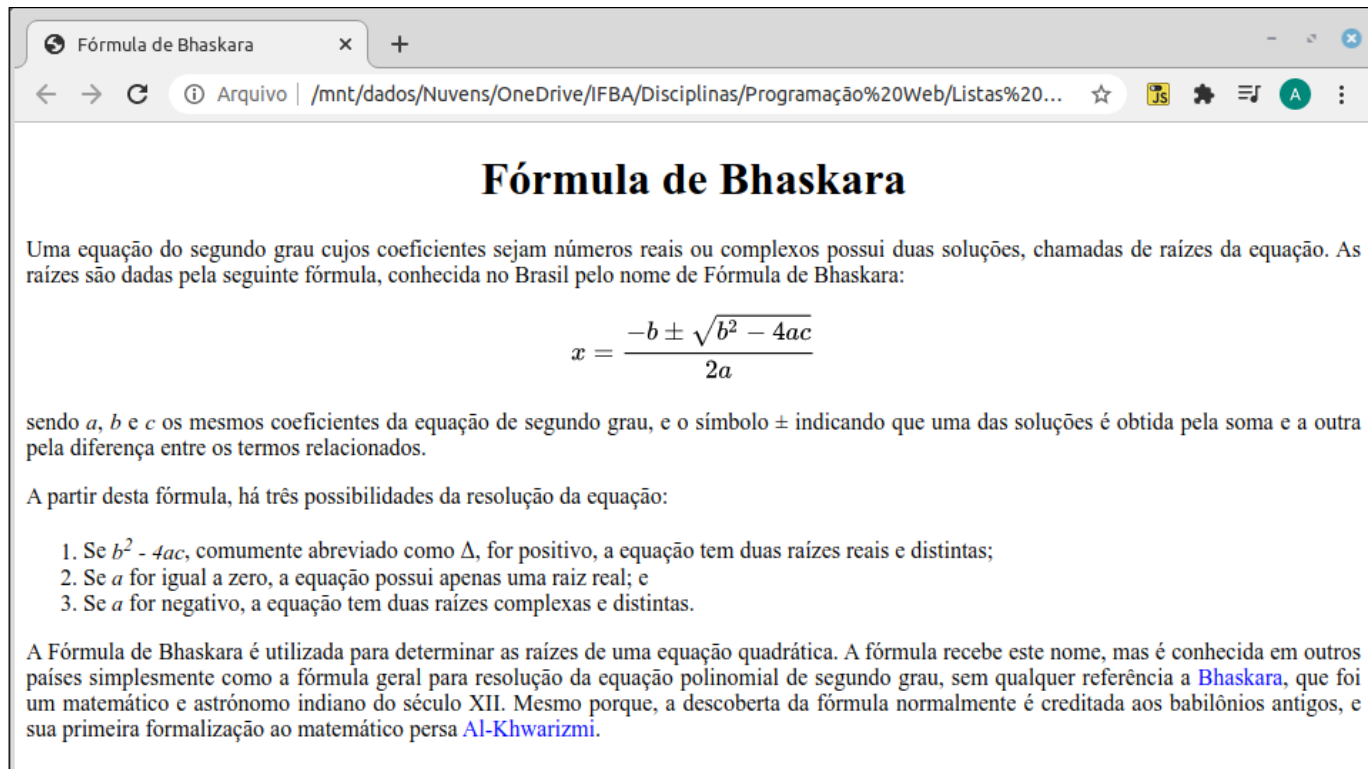 Fórmula de Bhaskara
Arquivo | /mnt/dados/Nuvens/OneDrive/IFBA/Disciplinas/Programação%20Web/Listas%20...
JS
A
Fórmula de Bhaskara
Uma equação do segundo grau cujos coeficientes sejam números reais ou complexos possui duas soluções, chamadas de raízes da equação. As
raízes são dadas pela seguinte fórmula, conhecida no Brasil pelo nome de Fórmula de Bhaskara:
x = (-b ± √(b² - 4ac)) / 2a
sendo a, b e c os mesmos coeficientes da equação de segundo grau, e o símbolo ± indicando que uma das soluções é obtida pela soma e a outra
pela diferença entre os termos relacionados.
A partir desta fórmula, há três possibilidades da resolução da equação:
1. Se b² - 4ac, comumente abreviado como Δ, for positivo, a equação tem duas raízes reais e distintas;
2. Se a for igual a zero, a equação possui apenas uma raiz real; e
3. Se a for negativo, a equação tem duas raízes complexas e distintas.
A Fórmula de Bhaskara é utilizada para determinar as raízes de uma equação quadrática. A fórmula recebe este nome, mas é conhecida em outros
países simplesmente como a fórmula geral para resolução da equação polinomial de segundo grau, sem qualquer referência a Bhaskara, que foi
um matemático e astrónomo indiano do século XII. Mesmo porque, a descoberta da fórmula normalmente é creditada aos babilônios antigos, e
sua primeira formalização ao matemático persa Al-Khwarizmi.